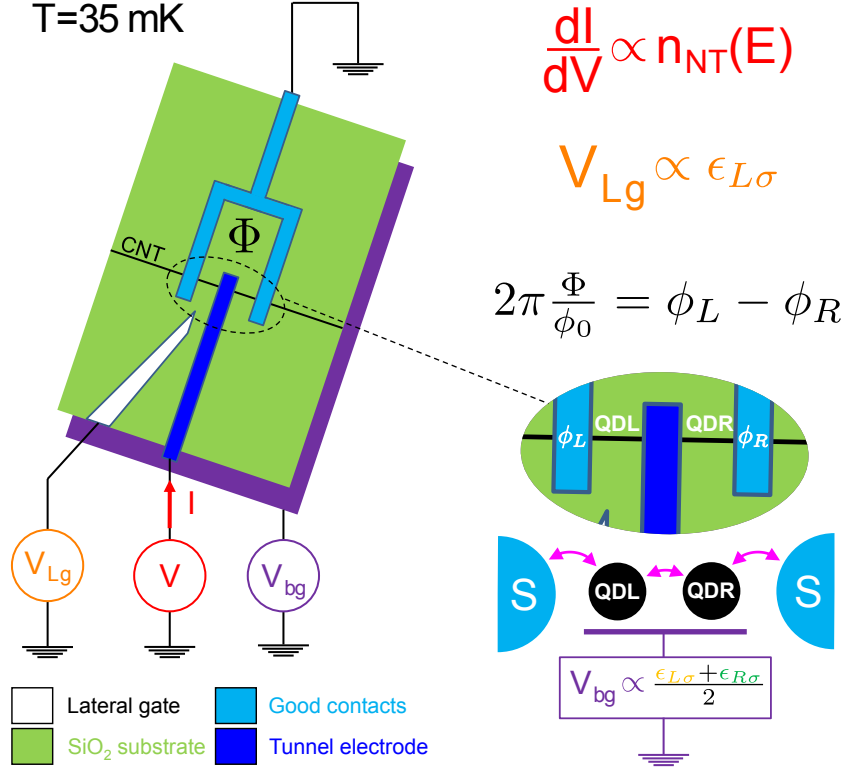 T=35 mK
dI/dV ∝ n_NT(E)
V_Lg ∝ ϵ_Lσ
2π Φ/ϕ_0 = ϕ_L − ϕ_R
CNT
Φ
I
V_Lg
V
V_bg
QDL
QDR
ϕ_L
ϕ_R
S
QDL
QDR
S
V_bg ∝ (ϵ_Lσ+ϵ_Rσ)/2
Lateral gate
Good contacts
SiO₂ substrate
Tunnel electrode